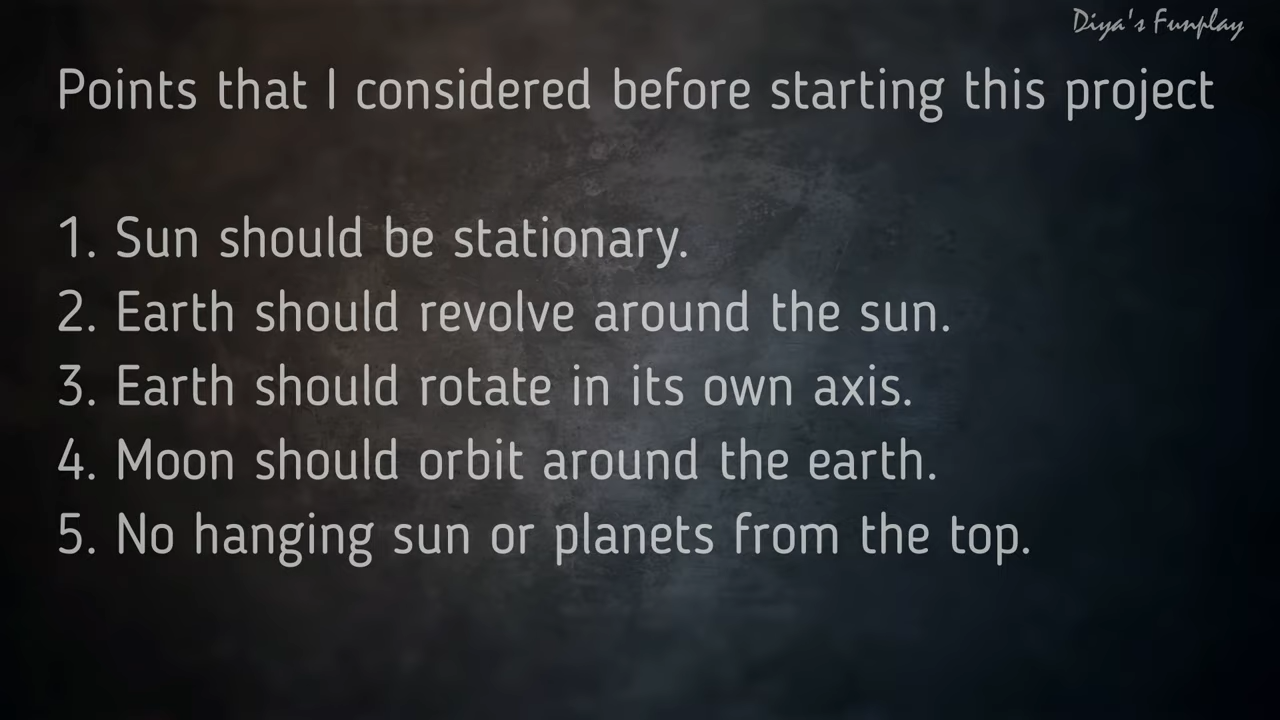 Diya's Funplay
Points that I considered before starting this project
1. Sun should be stationary.
2. Earth should revolve around the sun.
3. Earth should rotate in its own axis.
4. Moon should orbit around the earth.
5. No hanging sun or planets from the top.